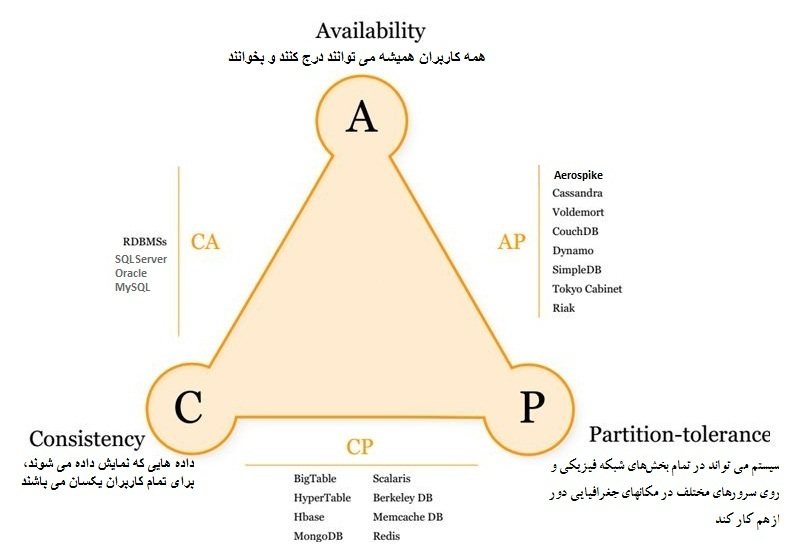 Availability
همه کاربران همیشه می توانند درج کنند و بخوانند
A
CA
RDBMSs
SQLServer
Oracle
MySQL
AP
Aerospike
Cassandra
Voldemort
CouchDB
Dynamo
SimpleDB
Tokyo Cabinet
Riak
C
Consistency
داده هایی که نمایش داده می شوند،
برای تمام کاربران یکسان می باشند
P
Partition-tolerance
سیستم می تواند در تمام بخش‌های شبکه فیزیکی و
روی سرورهای مختلف در مکانهای جغرافیایی دور
ازهم کار کند
CP
BigTable
HyperTable
Hbase
MongoDB
Scalaris
Berkeley DB
Memcache DB
Redis